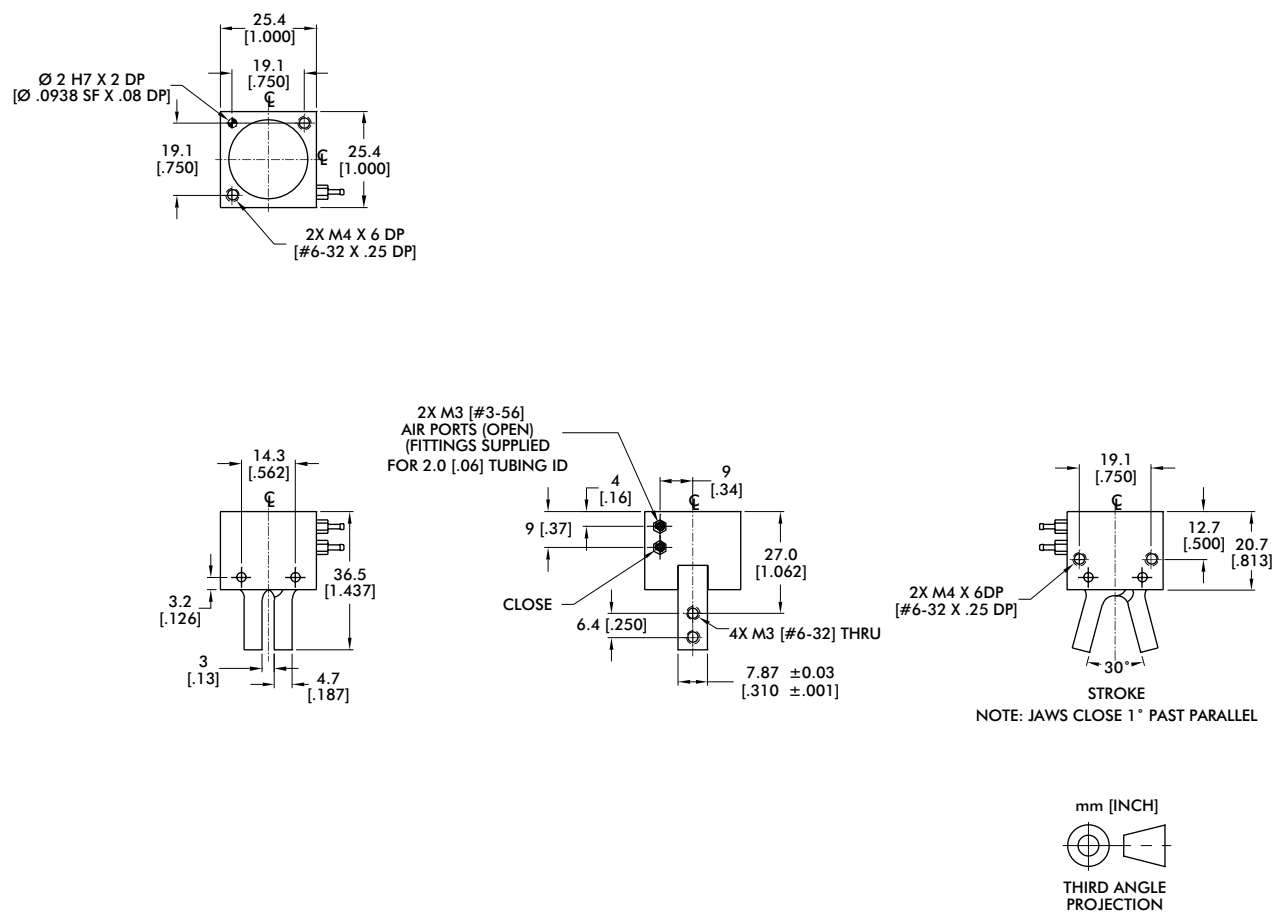 25.4
[1.000]
19.1
[.750]
℄
Ø 2 H7 X 2 DP
[Ø .0938 SF X .08 DP]
19.1
[.750]
℄
25.4
[1.000]
2X M4 X 6 DP
[#6-32 X .25 DP]
14.3
[.562]
℄
36.5
[1.437]
3.2
[.126]
3
[.13]
4.7
[.187]
2X M3 [#3-56]
AIR PORTS (OPEN)
(FITTINGS SUPPLIED
FOR 2.0 [.06] TUBING ID
4
[.16]
9
[.34]
℄
9 [.37]
27.0
[1.062]
CLOSE
6.4 [.250]
4X M3 [#6-32] THRU
7.87 ±0.03
[.310 ±.001]
19.1
[.750]
℄
12.7
[.500]
20.7
[.813]
2X M4 X 6DP
[#6-32 X .25 DP]
30°
STROKE
NOTE: JAWS CLOSE 1° PAST PARALLEL
mm [INCH]
THIRD ANGLE
PROJECTION